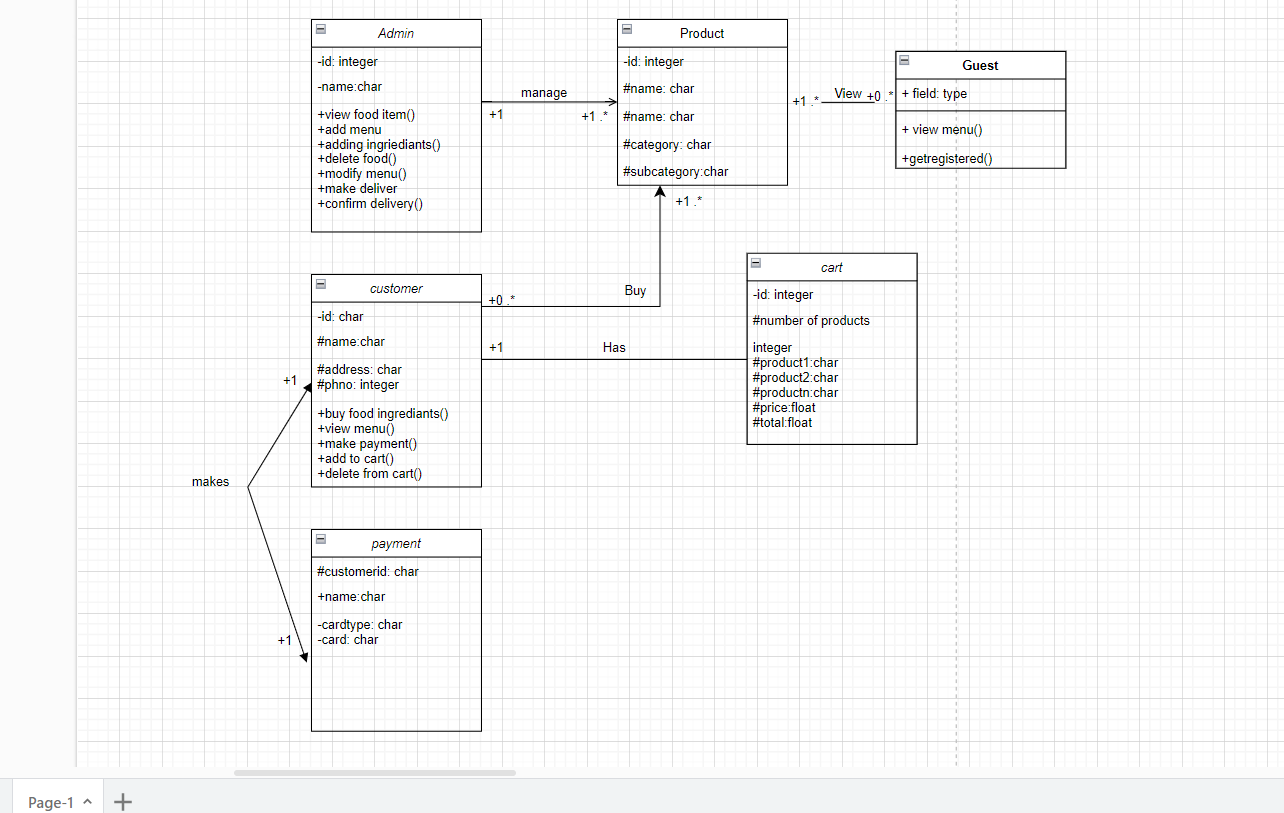 Admin
-id: integer
-name:char
+view food item()
+add menu
+adding ingriediants()
+delete food()
+modify menu()
+make deliver
+confirm delivery()
manage
+1
+1 .*
Product
-id: integer
#name: char
#name: char
#category: char
#subcategory:char
+1 .*
View
+0 .*
Guest
+ field: type
+ view menu()
+getregistered()
+1 .*
customer
-id: char
#name:char
#address: char
#phno: integer
+buy food ingrediants()
+view menu()
+make payment()
+add to cart()
+delete from cart()
+0 .*
Buy
+1
Has
cart
-id: integer
#number of products
integer
#product1:char
#product2:char
#productn:char
#price:float
#total:float
+1
makes
+1
payment
#customerid: char
+name:char
-cardtype: char
-card: char
Page-1